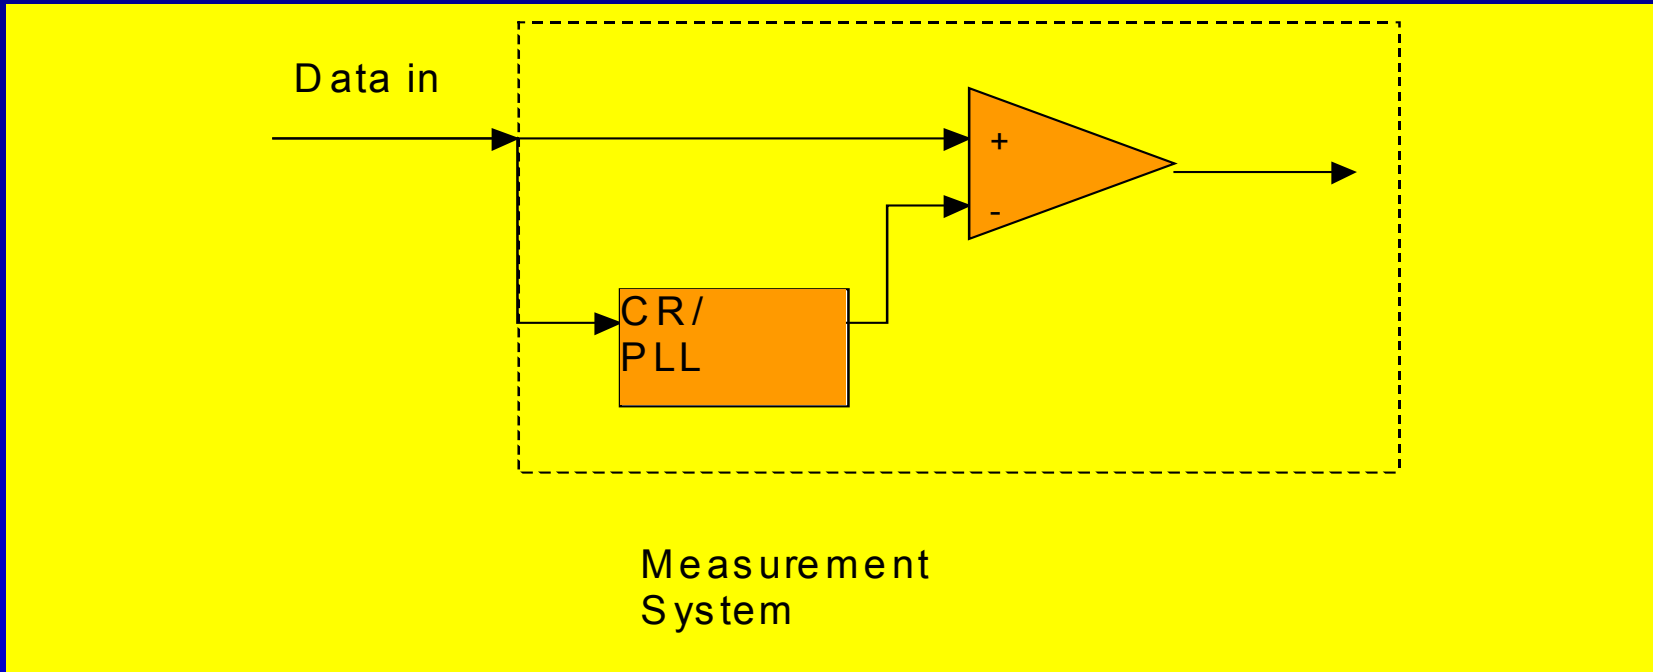 Data in
+
-
CR/
PLL
Measurement
System